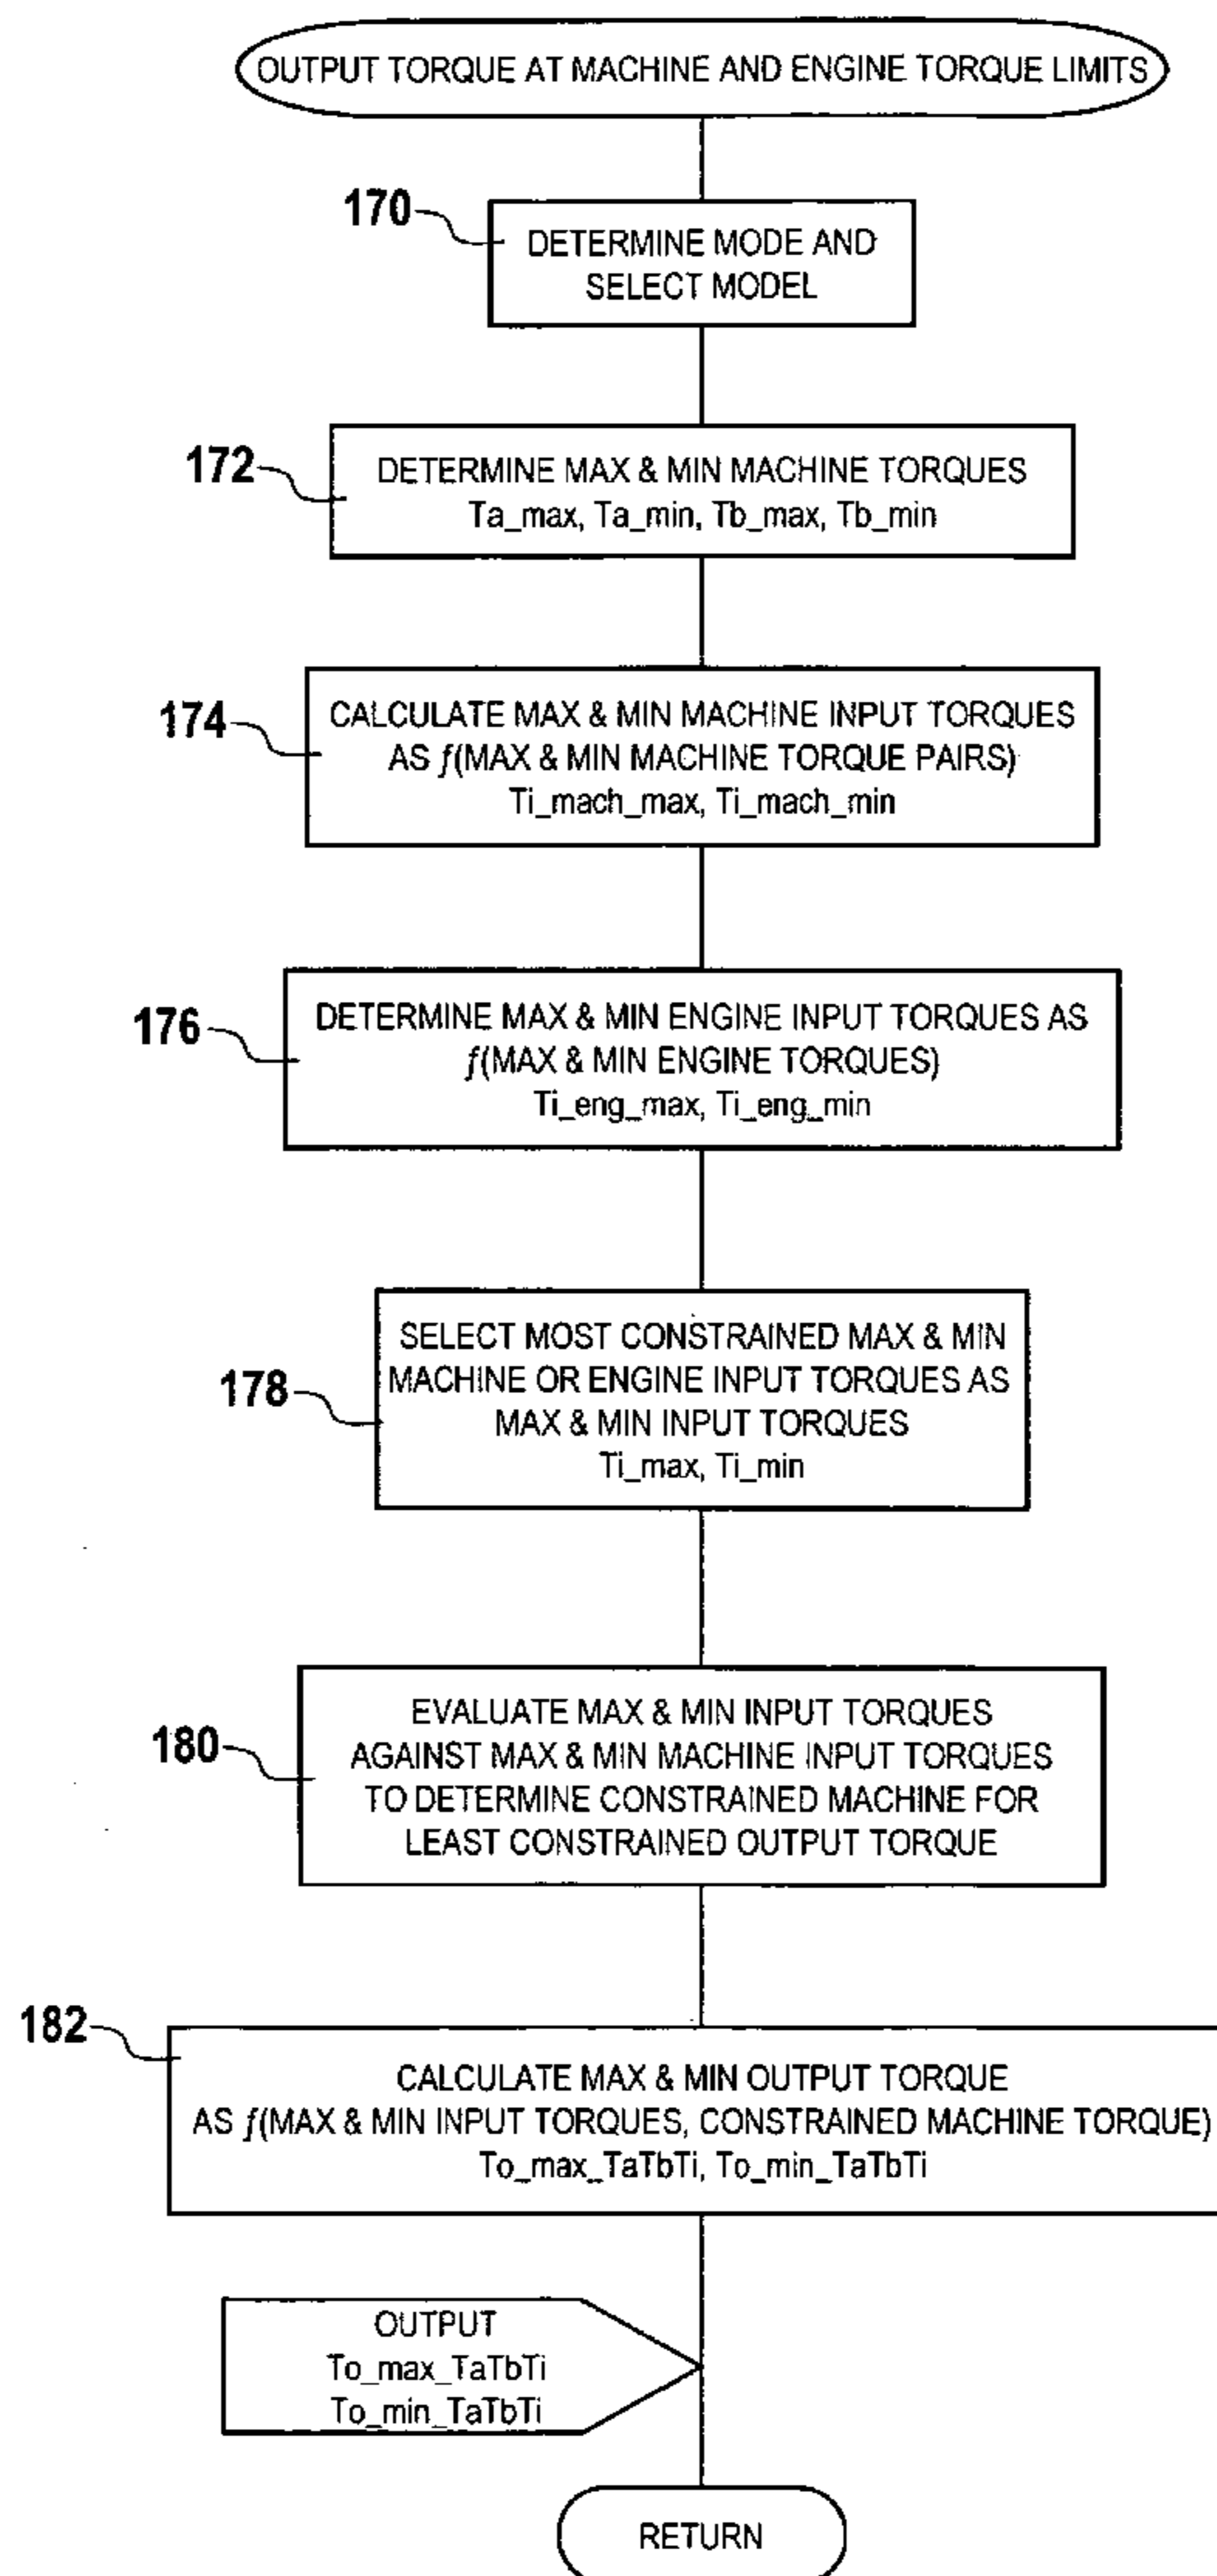 OUTPUT TORQUE AT MACHINE AND ENGINE TORQUE LIMITS
170
DETERMINE MODE AND
SELECT MODEL
172
DETERMINE MAX & MIN MACHINE TORQUES
Ta_max, Ta_min, Tb_max, Tb_min
174
CALCULATE MAX & MIN MACHINE INPUT TORQUES
AS ƒ(MAX & MIN MACHINE TORQUE PAIRS)
Ti_mach_max, Ti_mach_min
176
DETERMINE MAX & MIN ENGINE INPUT TORQUES AS
ƒ(MAX & MIN ENGINE TORQUES)
Ti_eng_max, Ti_eng_min
178
SELECT MOST CONSTRAINED MAX & MIN
MACHINE OR ENGINE INPUT TORQUES AS
MAX & MIN INPUT TORQUES
Ti_max, Ti_min
180
EVALUATE MAX & MIN INPUT TORQUES
AGAINST MAX & MIN MACHINE INPUT TORQUES
TO DETERMINE CONSTRAINED MACHINE FOR
LEAST CONSTRAINED OUTPUT TORQUE
182
CALCULATE MAX & MIN OUTPUT TORQUE
AS ƒ(MAX & MIN INPUT TORQUES, CONSTRAINED MACHINE TORQUE)
To_max_TaTbTi, To_min_TaTbTi
OUTPUT
To_max_TaTbTi
To_min_TaTbTi
RETURN